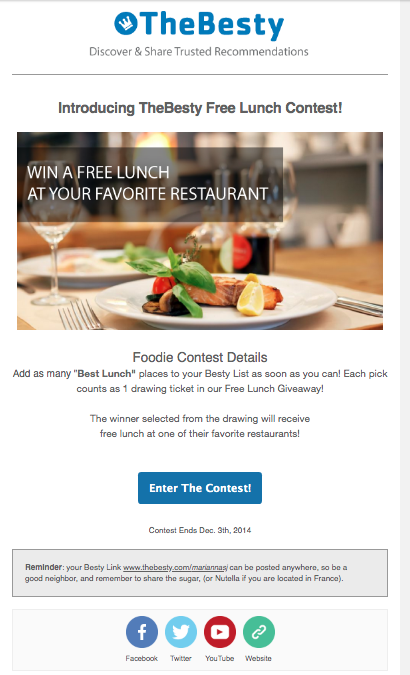 TheBesty
Discover & Share Trusted Recommendations
Introducing TheBesty Free Lunch Contest!
WIN A FREE LUNCH
AT YOUR FAVORITE RESTAURANT
Foodie Contest Details
Add as many "Best Lunch" places to your Besty List as soon as you can! Each pick
counts as 1 drawing ticket in our Free Lunch Giveaway!
The winner selected from the drawing will receive
free lunch at one of their favorite restaurants!
Enter The Contest!
Contest Ends Dec. 3th, 2014
Reminder: your Besty Link www.thebesty.com/mariannas/ can be posted anywhere, so be a
good neighbor, and remember to share the sugar, (or Nutella if you are located in France).
Facebook Twitter YouTube Website